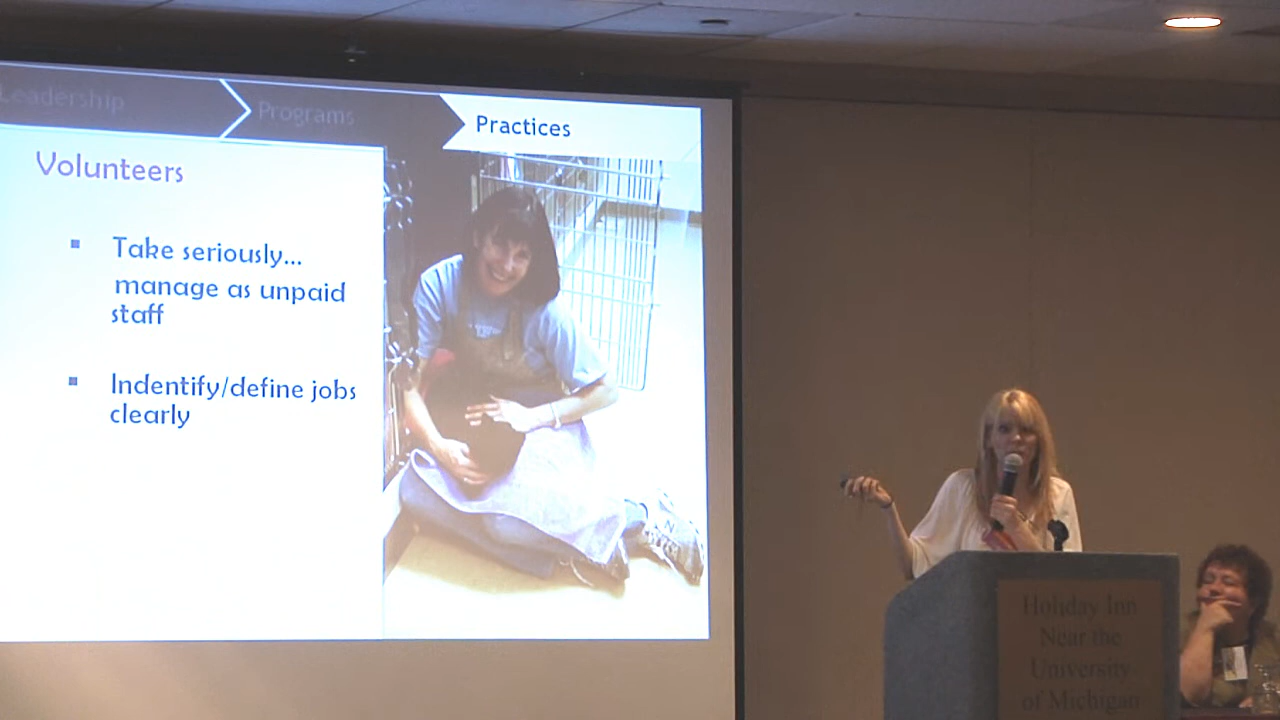 Leadership
Programs
Practices
Volunteers
Take seriously...
manage as unpaid
staff
Indentify/define jobs
clearly
Holiday Inn
Near the
University
of Michigan